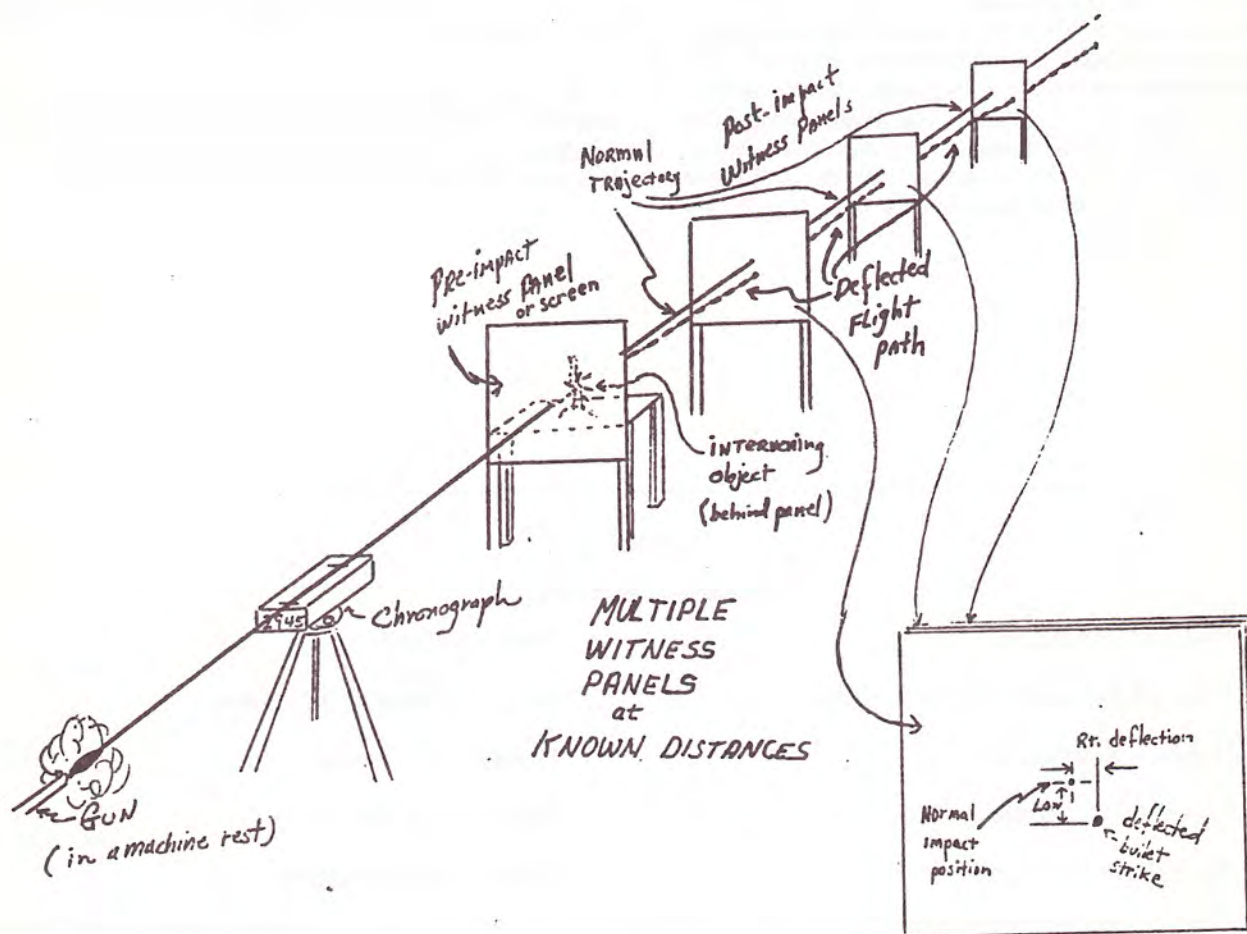 Post-impact
Witness Panels
Normal
Trajectory
Pre-impact
witness Panel
or screen
Deflected
Flight
path
intervening
object
(behind panel)
Chronograph
MULTIPLE
WITNESS
PANELS
at
KNOWN DISTANCES
Gun
(in a machine rest)
Rt. deflection
Low
Normal
impact
position
deflected
bullet
strike